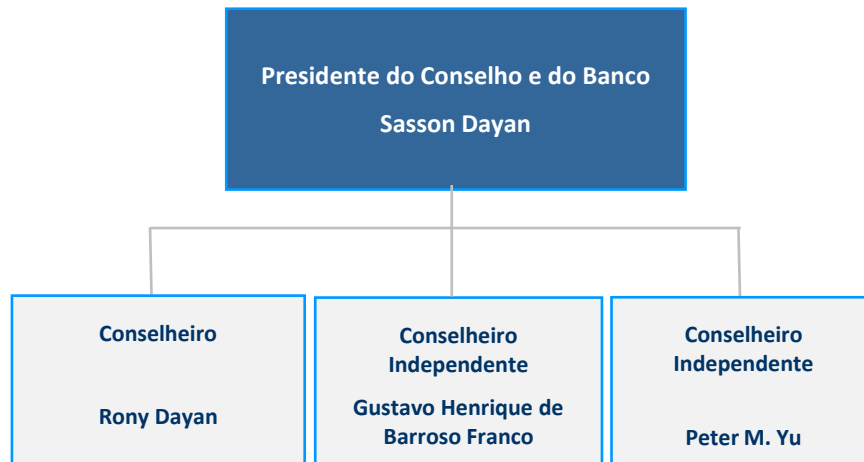 Presidente do Conselho e do Banco
Sasson Dayan
Conselheiro
Rony Dayan
Conselheiro
Independente
Gustavo Henrique de
Barroso Franco
Conselheiro
Independente
Peter M. Yu